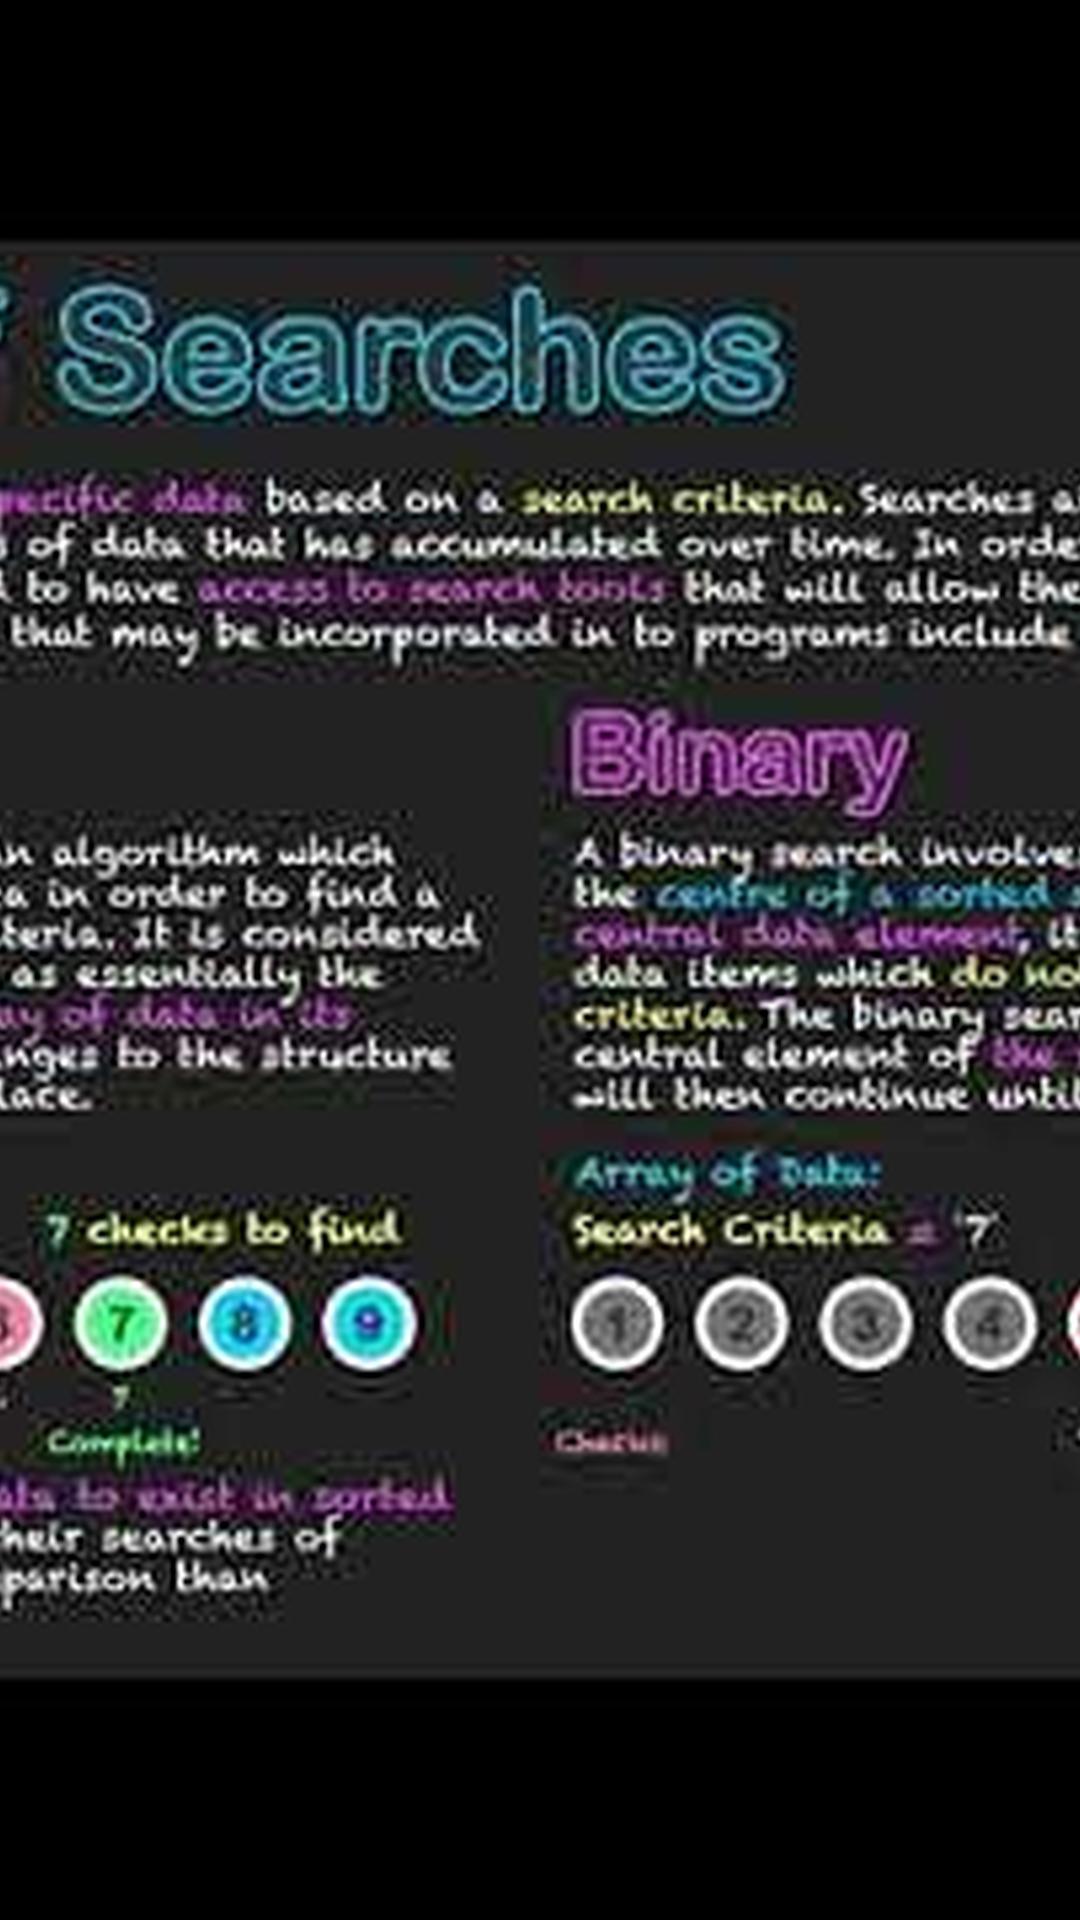 Searches
specific data based on a search criteria. Searches a
of data that has accumulated over time. In orde
to have access to search tools that will allow the
that may be incorporated in to programs include
an algorithm which
in order to find a
teria. It is considered
as essentially the
ay of data in its
nges to the structure
lace.
7 checks to find
7 8 9
7
Complete!
ata to exist in sorted
heir searches of
parison than
Binary
A binary search involve
the centre of a sorted s
central data element, it
data items which do no
criteria. The binary sear
central element of the
will then continue until
Array of Data:
Search Criteria = '7'
1 2 3 4